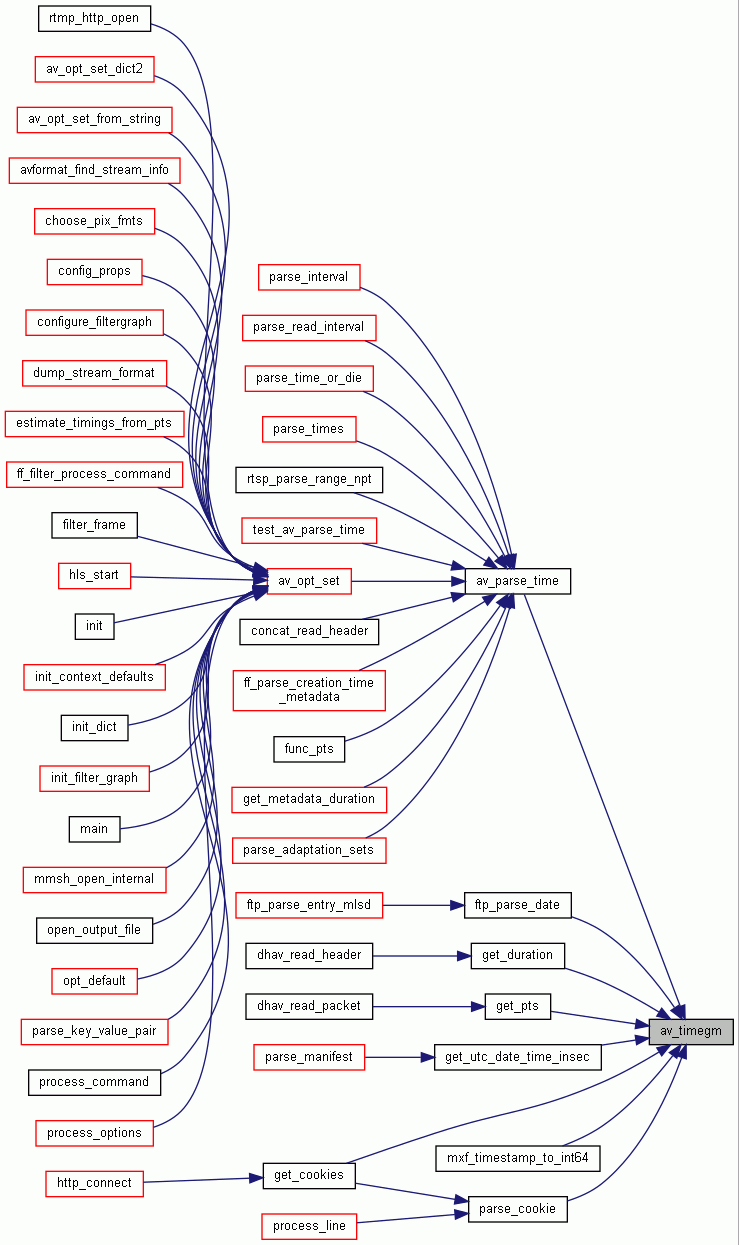 rtmp_http_open
av_opt_set_dict2
av_opt_set_from_string
avformat_find_stream_info
choose_pix_fmts
config_props
configure_filtergraph
dump_stream_format
estimate_timings_from_pts
ff_filter_process_command
filter_frame
hls_start
init
init_context_defaults
init_dict
init_filter_graph
main
mmsh_open_internal
open_output_file
opt_default
parse_key_value_pair
process_command
process_options
http_connect
parse_interval
parse_read_interval
parse_time_or_die
parse_times
rtsp_parse_range_npt
test_av_parse_time
av_opt_set
concat_read_header
ff_parse_creation_time
_metadata
func_pts
get_metadata_duration
parse_adaptation_sets
ftp_parse_entry_mlsd
dhav_read_header
dhav_read_packet
parse_manifest
get_cookies
process_line
av_parse_time
ftp_parse_date
get_duration
get_pts
get_utc_date_time_insec
mxf_timestamp_to_int64
parse_cookie
av_timegm